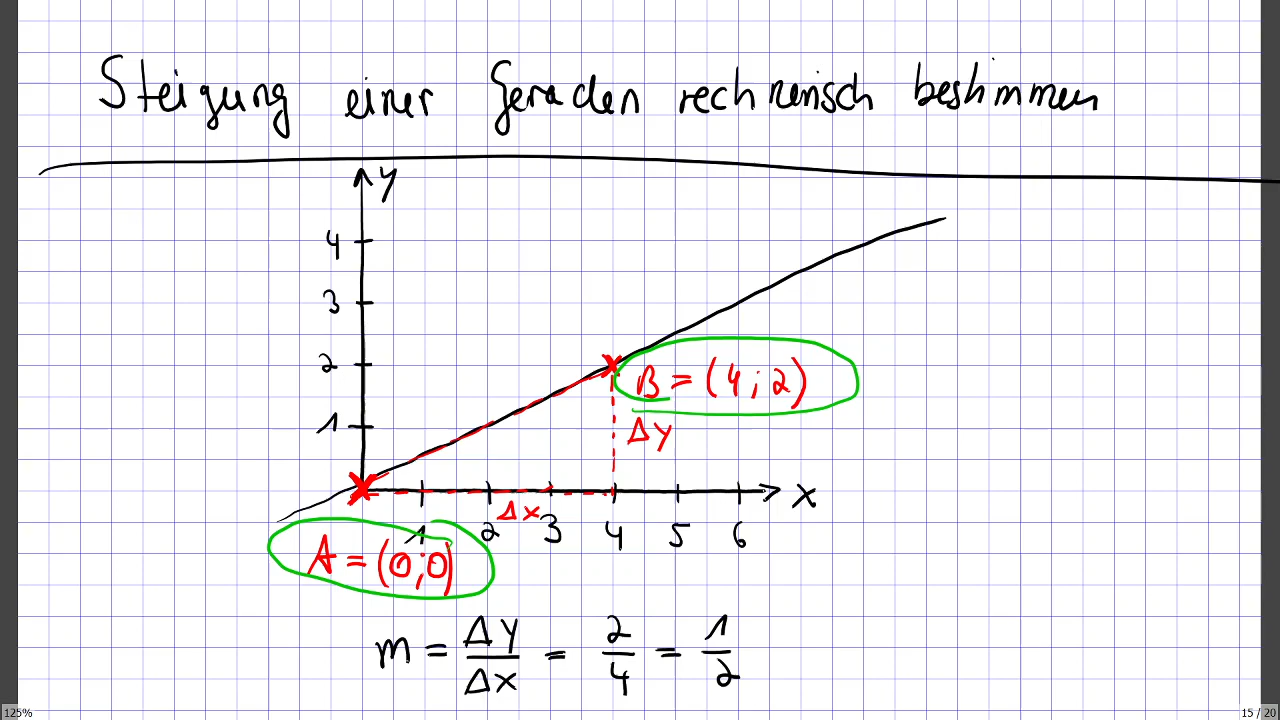 Steigung einer Geraden rechnerisch bestimmen
y
4
3
2
1
B = (4 ; 2)
Δy
Δx
x
1 2 3 4 5 6
A = (0 ; 0)
m = Δy/Δx = 2/4 = 1/2
125%
15 / 20